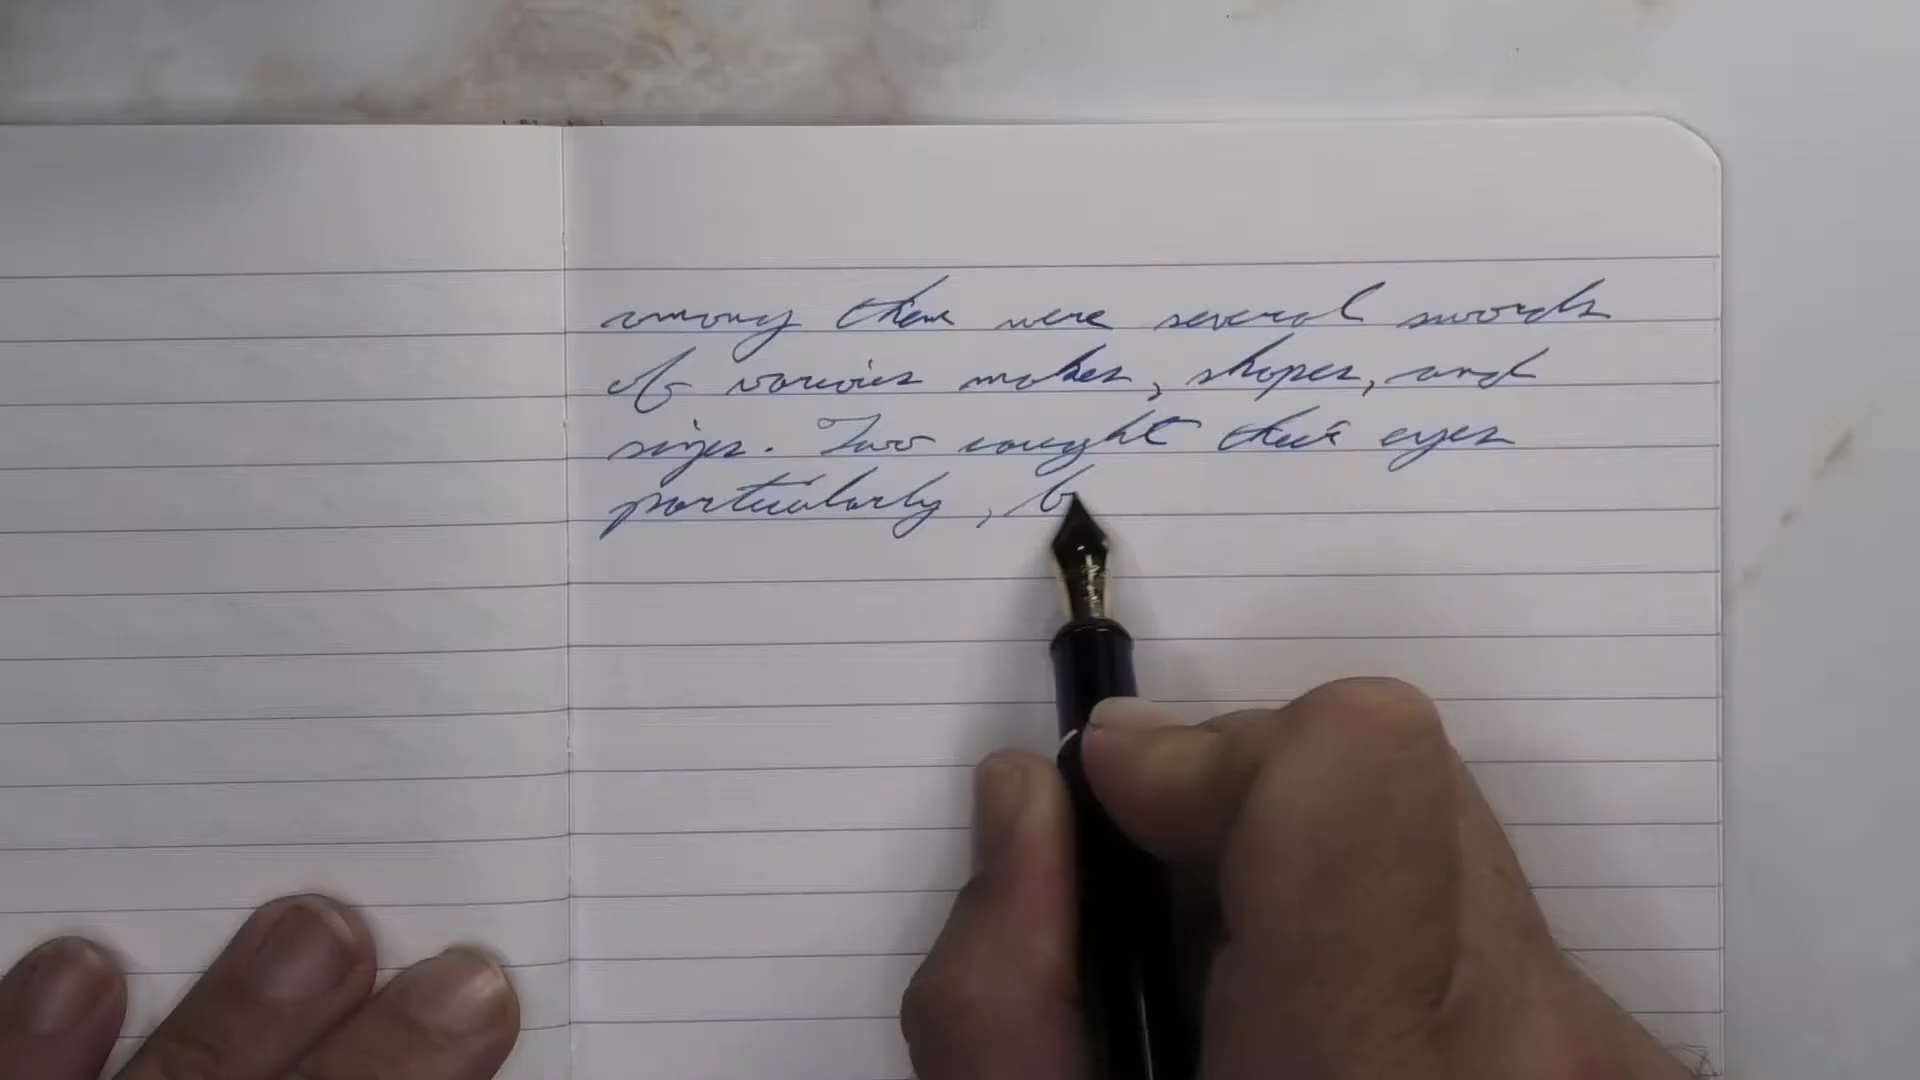 among them were several swords
of various makes, shapes, and
sizes. Two caught their eyes
particularly, b